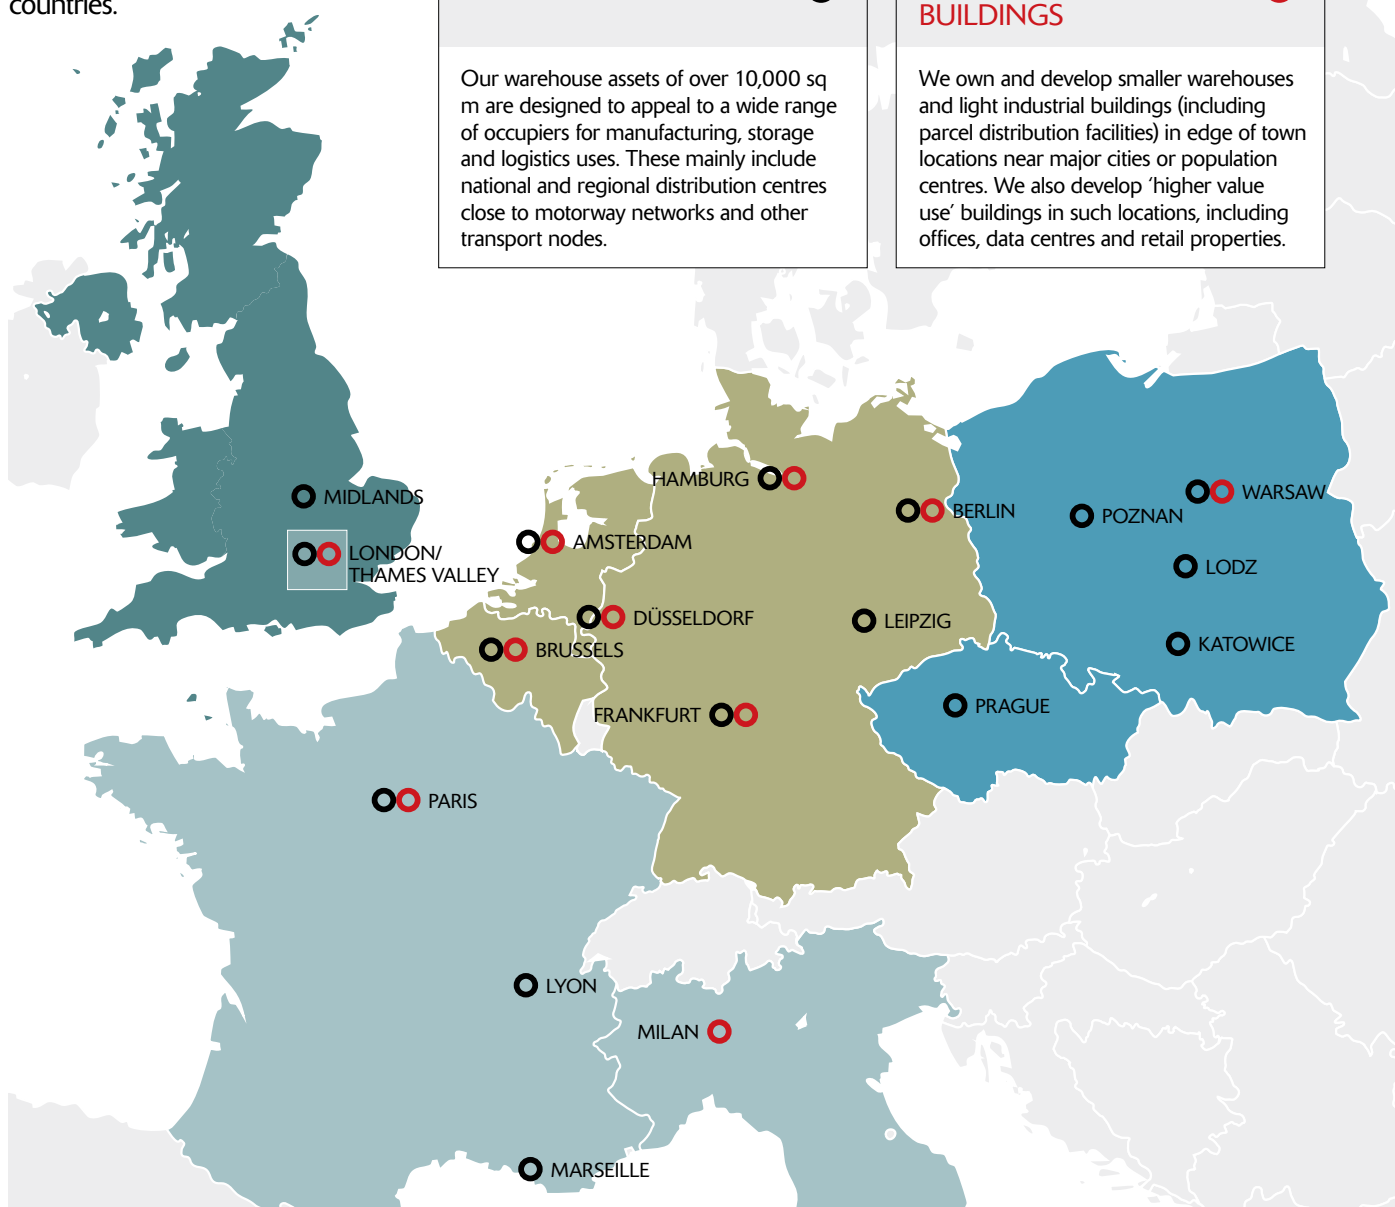 countries.
BUILDINGS
Our warehouse assets of over 10,000 sq
m are designed to appeal to a wide range
of occupiers for manufacturing, storage
and logistics uses. These mainly include
national and regional distribution centres
close to motorway networks and other
transport nodes.
We own and develop smaller warehouses
and light industrial buildings (including
parcel distribution facilities) in edge of town
locations near major cities or population
centres. We also develop ‘higher value
use’ buildings in such locations, including
offices, data centres and retail properties.
HAMBURG
MIDLANDS
WARSAW
BERLIN
POZNAN
AMSTERDAM
LONDON/
THAMES VALLEY
LODZ
DÜSSELDORF
LEIPZIG
KATOWICE
BRUSSELS
PRAGUE
FRANKFURT
PARIS
LYON
MILAN
MARSEILLE